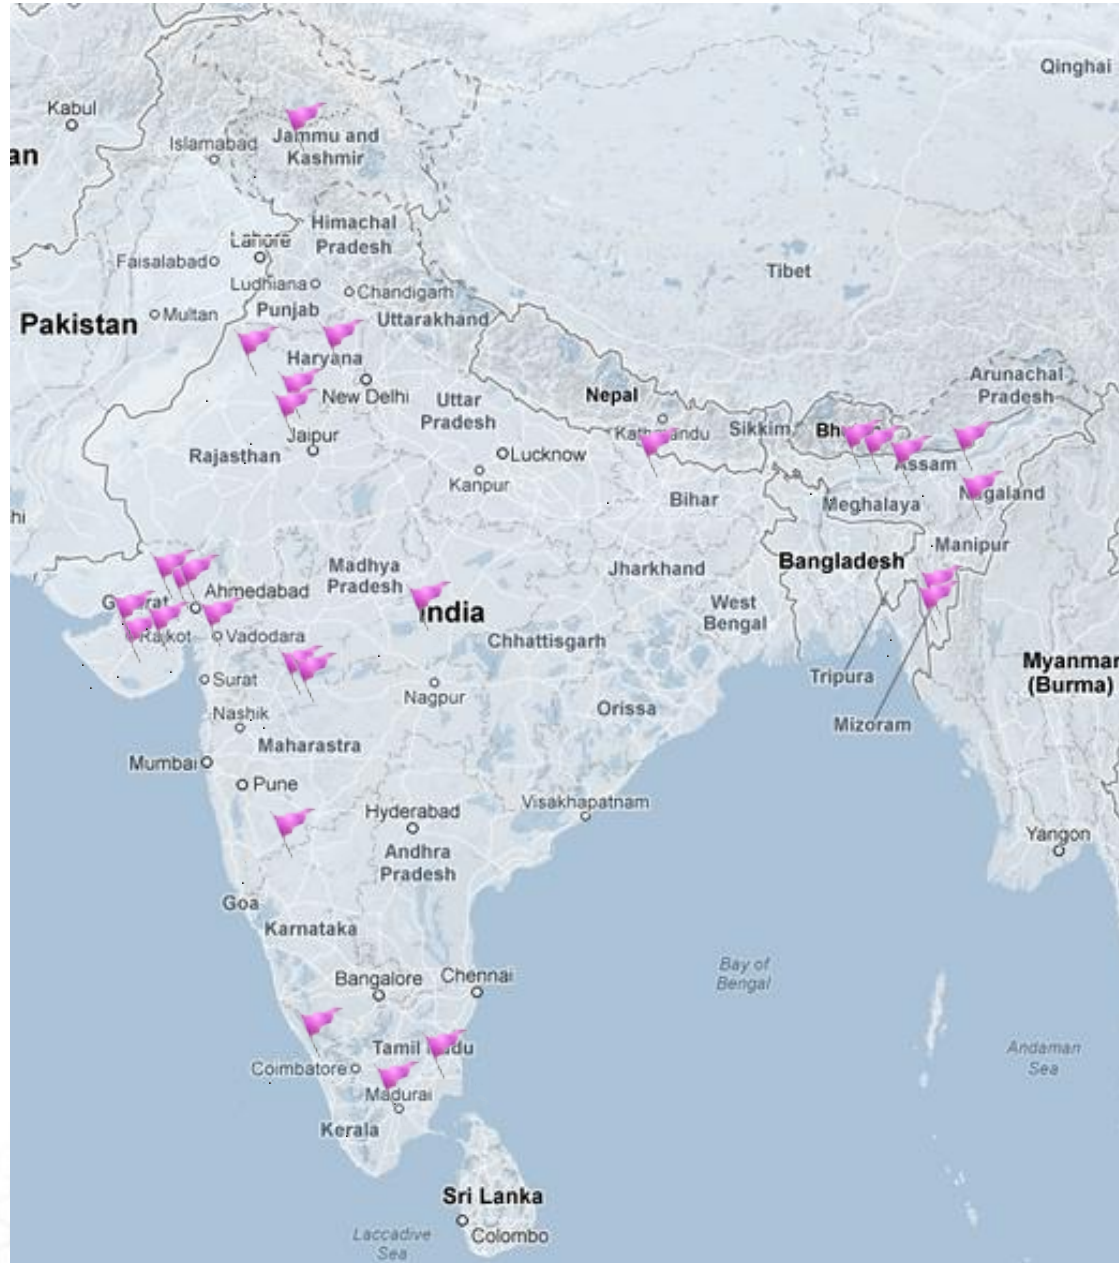 Qinghai
Kabul
an
Islamabad
Jammu and
Kashmir
Himachal
Pradesh
Lahore
Faisalabad
Tibet
Ludhiana
Chandigarh
Punjab
Multan
Pakistan
Uttarakhand
Haryana
New Delhi
Nepal
Arunachal
Pradesh
Uttar
Pradesh
Sikkim
Jaipur
Rajasthan
Lucknow
Assam
Kanpur
Bihar
Meghalaya
hi
Manipur
Bangladesh
Madhya
Pradesh
Jharkhand
Ahmedabad
India
West
Bengal
Rajkot
Vadodara
Chhattisgarh
Myanmar
(Burma)
Surat
Tripura
Nagpur
Nashik
Orissa
Mizoram
Maharastra
Mumbai
Pune
Visakhapatnam
Hyderabad
Yangon
Andhra
Pradesh
Goa
Karnataka
Bay of
Bengal
Bangalore
Chennai
Tamil
Andaman
Sea
Coimbatore
Madurai
Kerala
Sri Lanka
Colombo
Laccadive
Sea